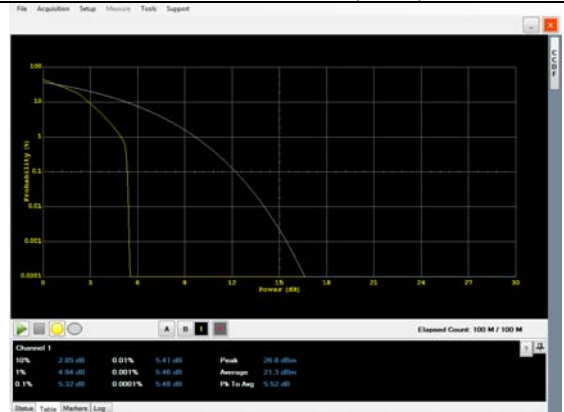 File Acquisition Setup Measure Tools Support
CCDF
100
10
1
0.1
0.01
0.001
0.0001
Probability (%)
0 3 6 9 12 15 18 21 24 27 30
Power (dB)
A B 1
Elapsed Count: 100 M / 100 M
Channel 1
10% 2.85 dB 0.01% 5.41 dB Peak 26.8 dBm
1% 4.94 dB 0.001% 5.46 dB Average 21.3 dBm
0.1% 5.32 dB 0.0001% 5.48 dB Pk To Avg 5.52 dB
Status Table Markers Log